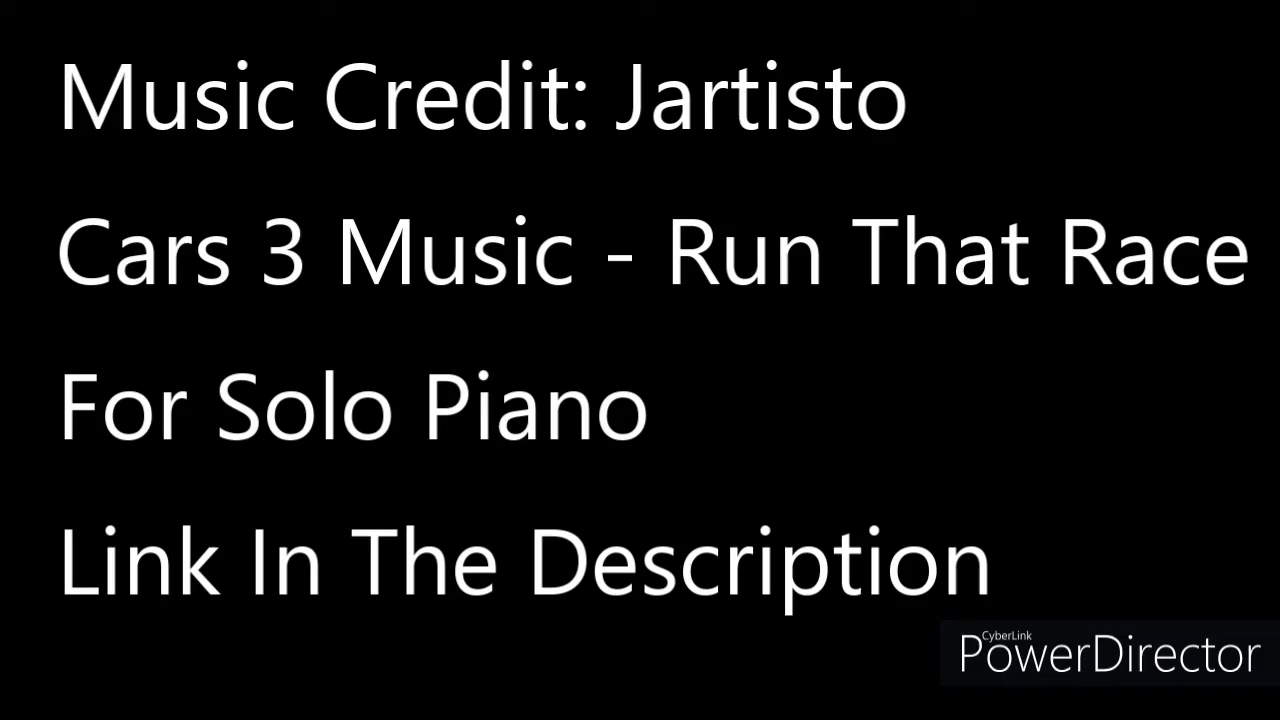 Music Credit: Jartisto
Cars 3 Music - Run That Race
For Solo Piano
Link In The Description
CyberLink
PowerDirector